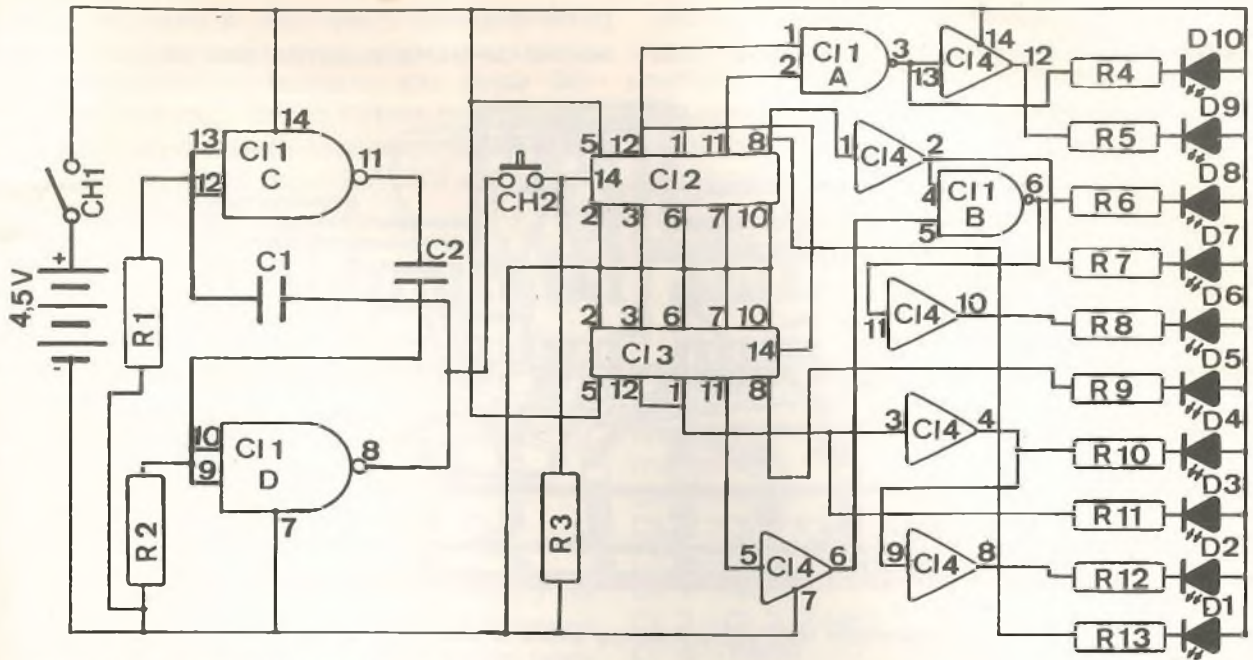 1
2
CI1
A
3
13
14
CI4
12
R4
D10
R5
D9
13
12
14
CI1
C
11
5
12
1
11
8
1
CI4
2
4
5
CI1
B
6
R6
D8
CH1
CH2
14
CI2
2
3
6
7
10
R7
D7
+
4,5V
-
R1
C1
C2
11
CI4
10
R8
D6
2
3
6
7
10
CI3
14
5
12
1
11
8
R9
D5
3
CI4
4
R10
D4
10
9
CI1
D
8
7
R11
D3
R2
R3
5
CI4
6
7
9
CI4
8
R12
D2
R13
D1